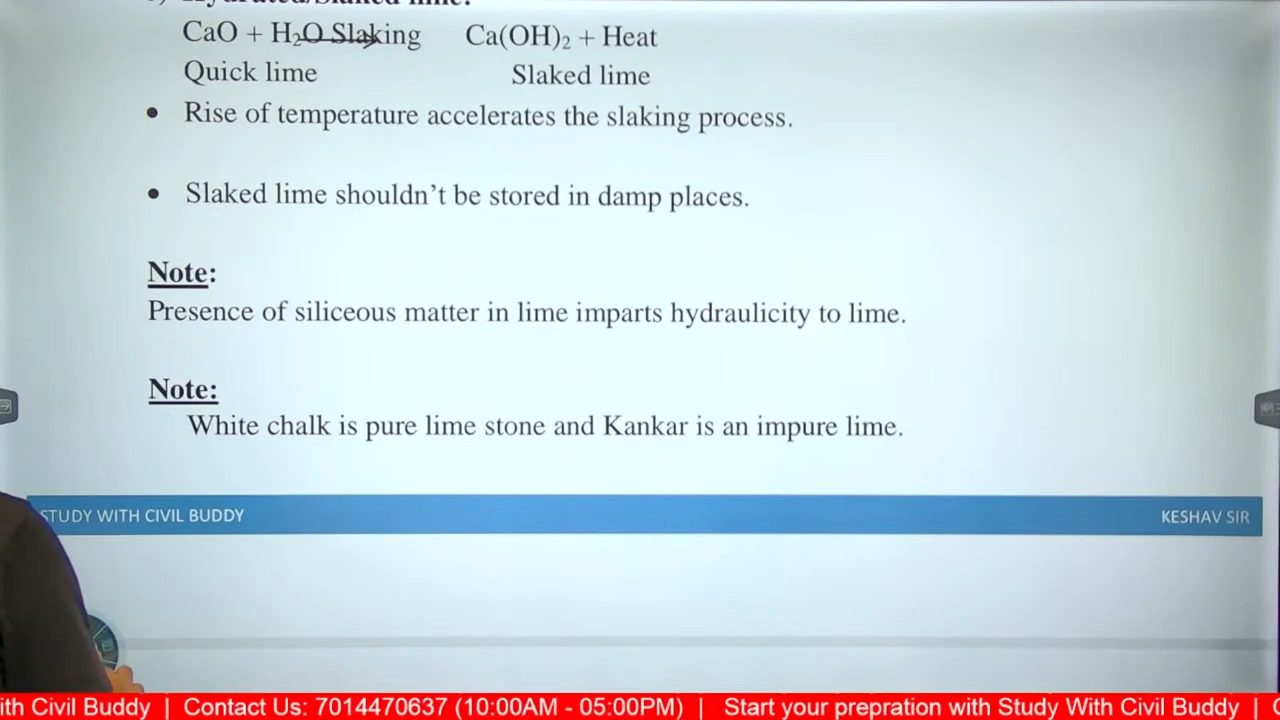 Hydrated/Slaked lime:
CaO + H₂O Slaking Ca(OH)₂ + Heat
Quick lime Slaked lime
• Rise of temperature accelerates the slaking process.
• Slaked lime shouldn’t be stored in damp places.
Note:
Presence of siliceous matter in lime imparts hydraulicity to lime.
Note:
White chalk is pure lime stone and Kankar is an impure lime.
STUDY WITH CIVIL BUDDY KESHAV SIR
ith Civil Buddy | Contact Us: 7014470637 (10:00AM - 05:00PM) | Start your prepration with Study With Civil Buddy |